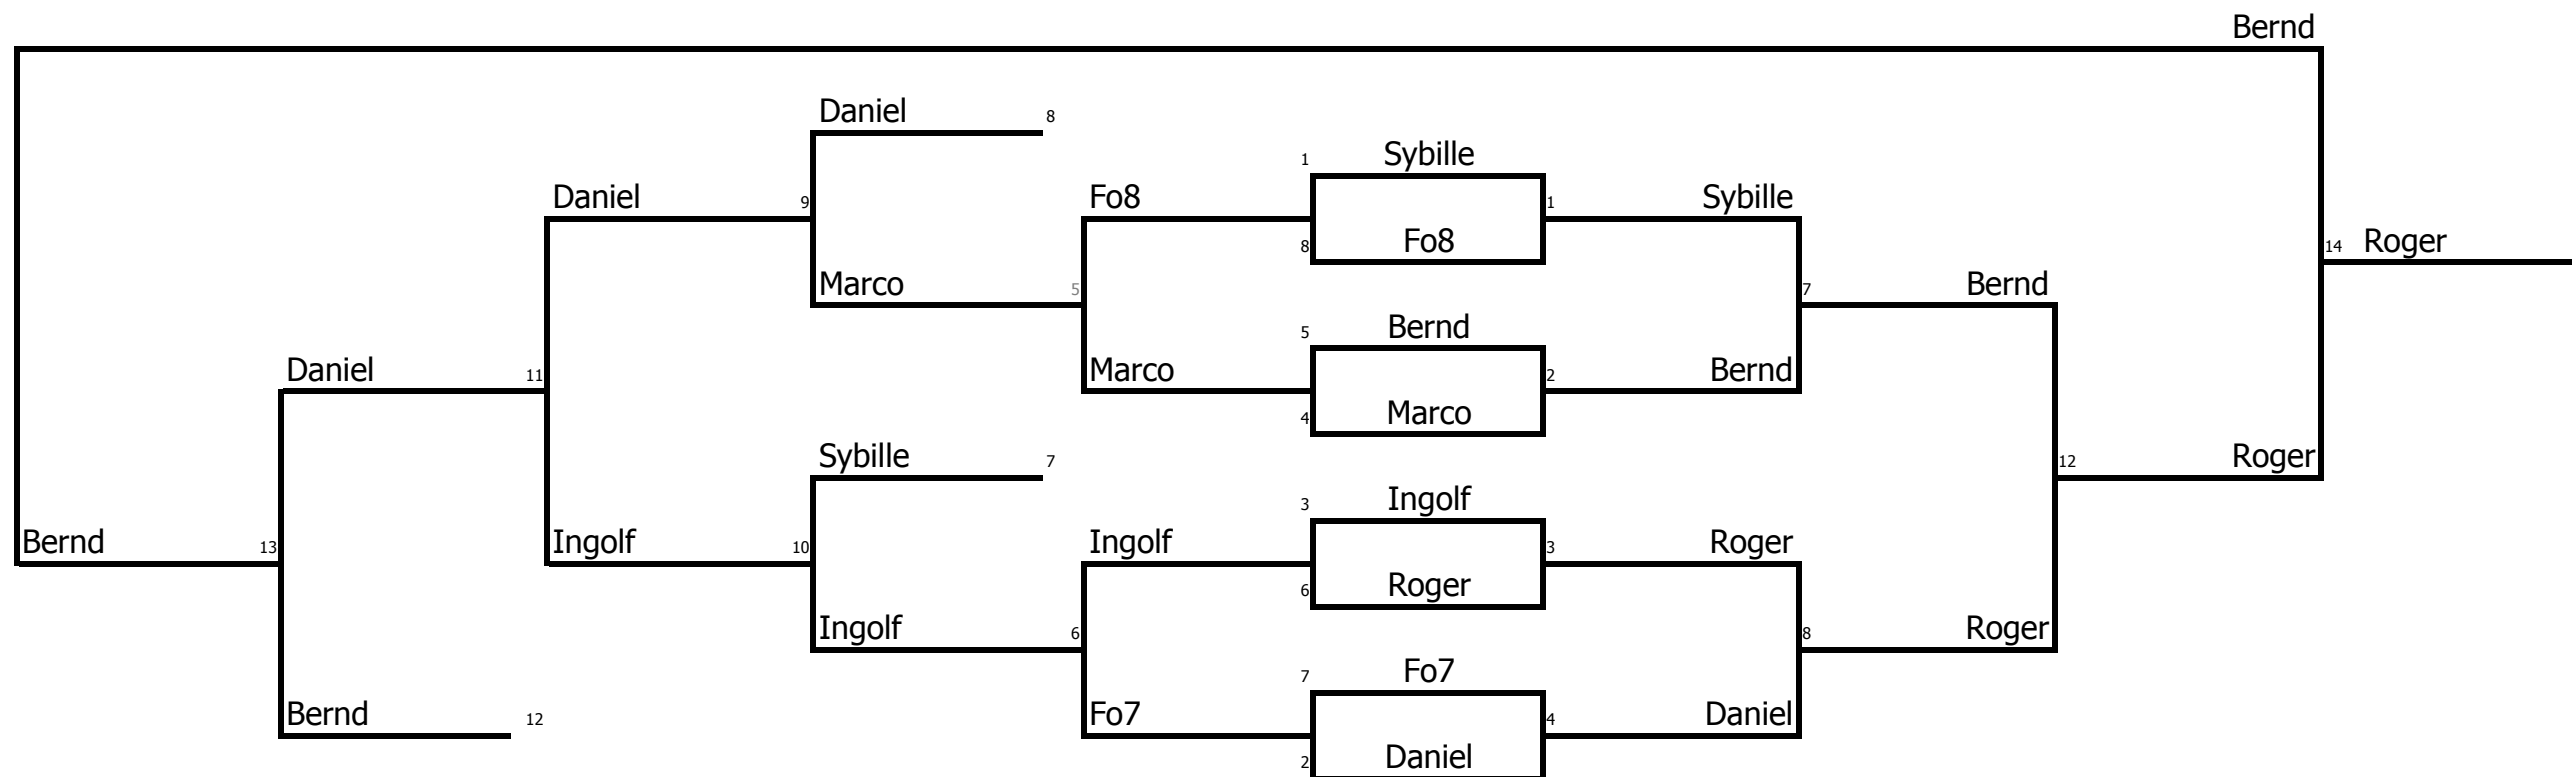 Bernd
Daniel 8
1 Sybille
Daniel 9 Fo8 1 Sybille
8 Fo8
14 Roger
Marco 5 7 Bernd
5 Bernd
Daniel 11 Marco 2 Bernd
4 Marco
Sybille 7 12 Roger
3 Ingolf
Bernd 13 Ingolf 10 Ingolf 3 Roger
6 Roger
Ingolf 6 8 Roger
7 Fo7
Bernd 12 Fo7 4 Daniel
2 Daniel